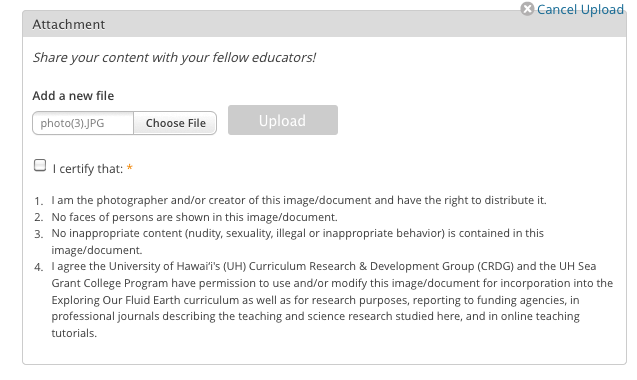 Cancel Upload
Attachment
Share your content with your fellow educators!
Add a new file
photo(3).JPG Choose File Upload
I certify that: *
1. I am the photographer and/or creator of this image/document and have the right to distribute it.
2. No faces of persons are shown in this image/document.
3. No inappropriate content (nudity, sexuality, illegal or inappropriate behavior) is contained in this
image/document.
4. I agree the University of Hawai‘i's (UH) Curriculum Research & Development Group (CRDG) and the UH Sea
Grant College Program have permission to use and/or modify this image/document for incorporation into the
Exploring Our Fluid Earth curriculum as well as for research purposes, reporting to funding agencies, in
professional journals describing the teaching and science research studied here, and in online teaching
tutorials.